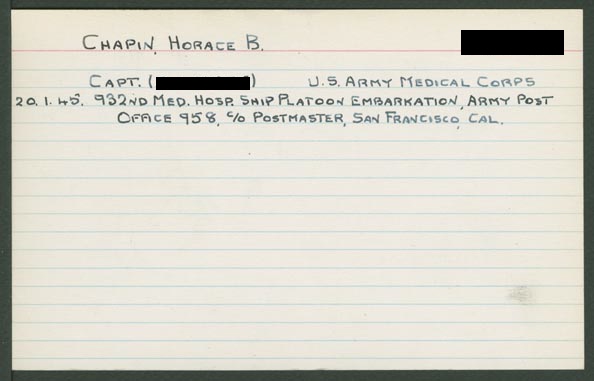 CHAPIN, HORACE B.
CAPT. ( ) U.S. ARMY MEDICAL CORPS
20.1.45. 932ND MED. HOSP. SHIP PLATOON EMBARKATION, ARMY POST
OFFICE 958, C/O POSTMASTER, SAN FRANCISCO, CAL.